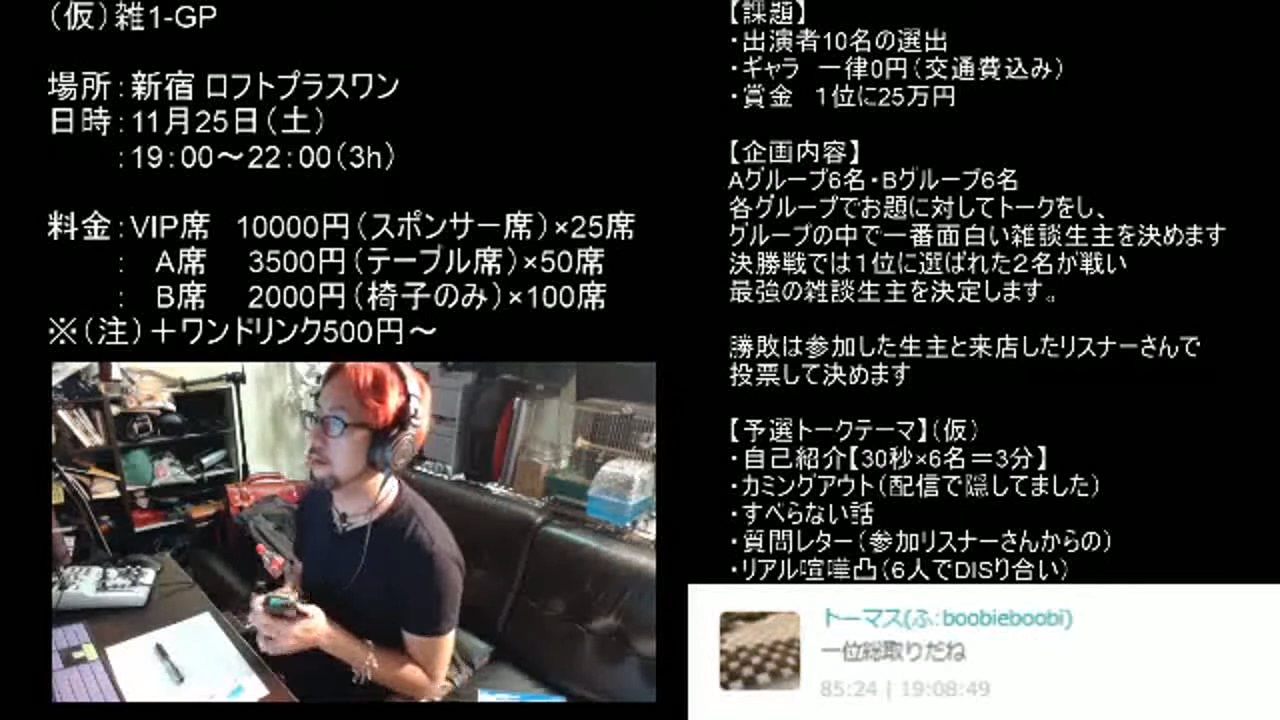 （仮）雑1-GP
場所：新宿 ロフトプラスワン
日時：11月25日（土）
：19：00～22：00（3h）
料金：VIP席　10000円（スポンサー席）×25席
：　A席　3500円（テーブル席）×50席
：　B席　2000円（椅子のみ）×100席
※（注）＋ワンドリンク500円～
【課題】
・出演者10名の選出
・ギャラ　一律0円（交通費込み）
・賞金　1位に25万円
【企画内容】
Aグループ6名・Bグループ6名
各グループでお題に対してトークをし、
グループの中で一番面白い雑談生主を決めます
決勝戦では１位に選ばれた２名が戦い
最強の雑談生主を決定します。
勝敗は参加した生主と来店したリスナーさんで
投票して決めます
【予選トークテーマ】（仮）
・自己紹介【30秒×6名＝3分】
・カミングアウト（配信で隠してました）
・すべらない話
・質問レター（参加リスナーさんからの）
・リアル喧嘩凸（6人でDISり合い）
トーマス(ふ:boobieboobi)
一位総取りだね
85:24 | 19:08:49